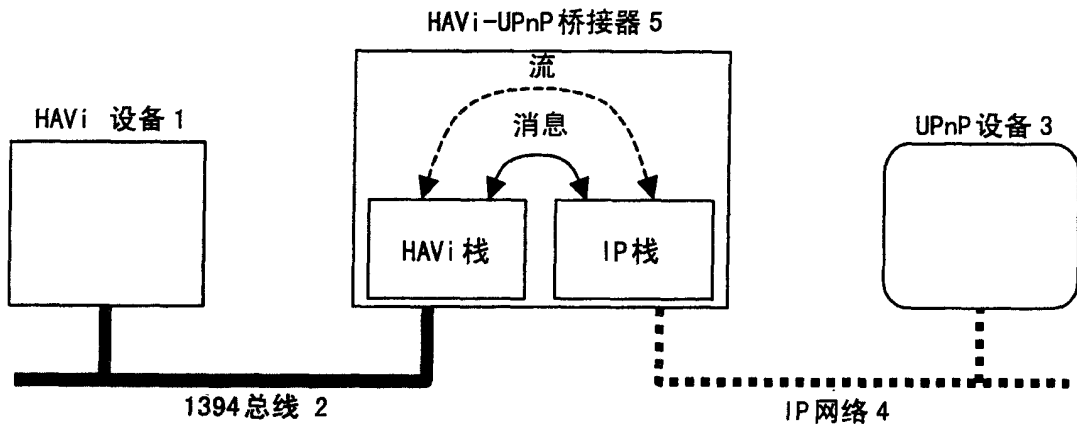 HAVi-UPnP桥接器 5
流
HAVi 设备 1
消息
UPnP设备 3
HAVi 栈
IP栈
1394总线 2
IP网络 4